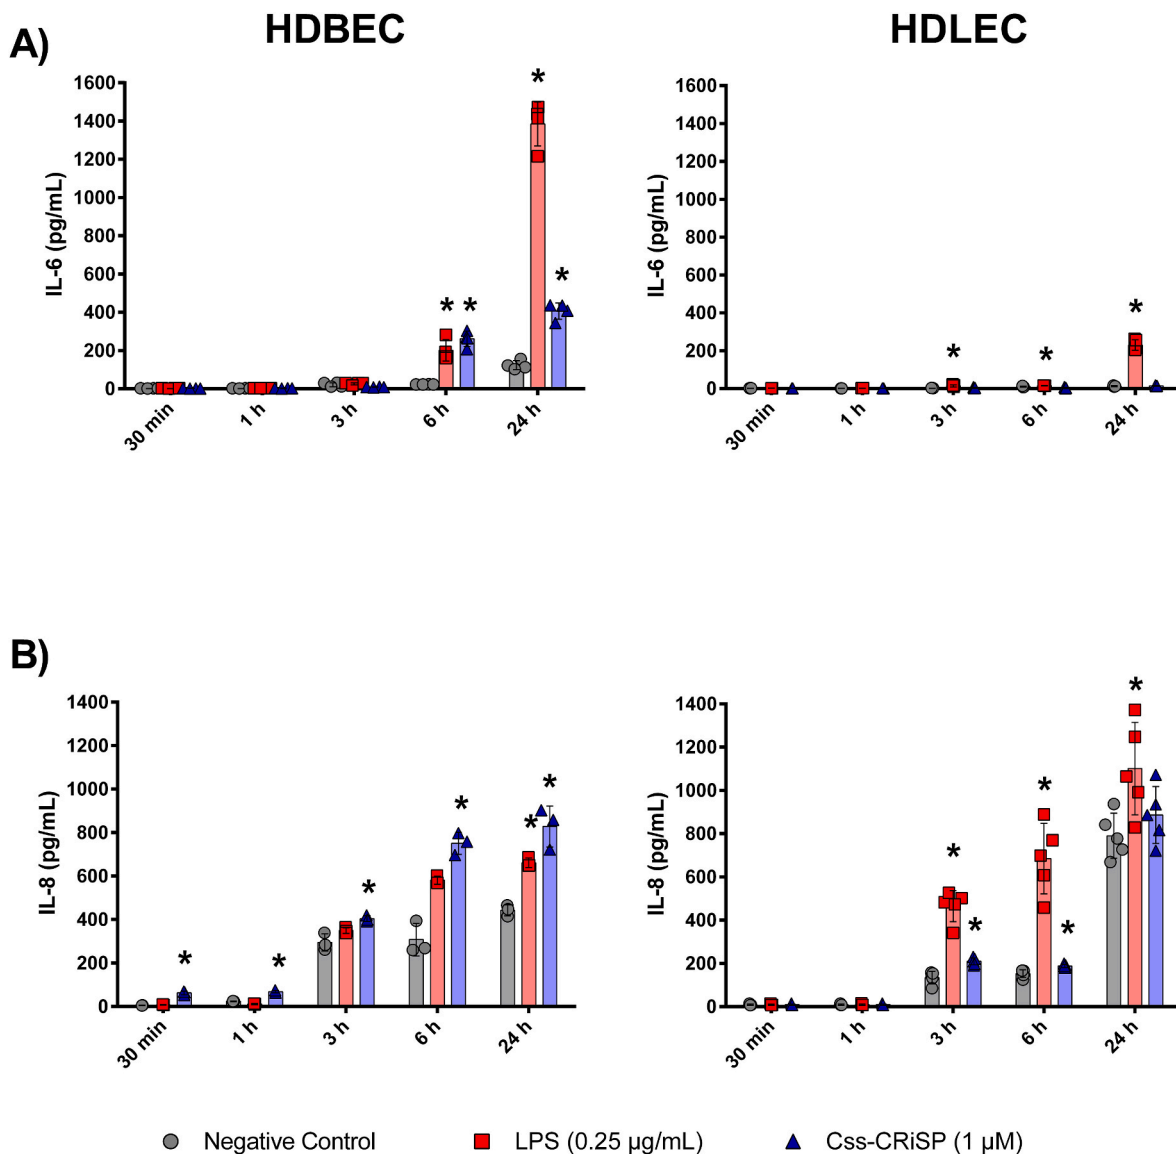 HDBEC
HDLEC
A)
IL-6 (pg/mL)
1600
1400
1200
1000
800
600
400
200
0
30 min
1 h
3 h
6 h
24 h
* * * *
IL-6 (pg/mL)
1600
1400
1200
1000
800
600
400
200
0
30 min
1 h
3 h
6 h
24 h
* * *
B)
IL-8 (pg/mL)
1400
1200
1000
800
600
400
200
0
30 min
1 h
3 h
6 h
24 h
* * * * * *
IL-8 (pg/mL)
1400
1200
1000
800
600
400
200
0
30 min
1 h
3 h
6 h
24 h
* * * * *
Negative Control
LPS (0.25 µg/mL)
Css-CRiSP (1 µM)